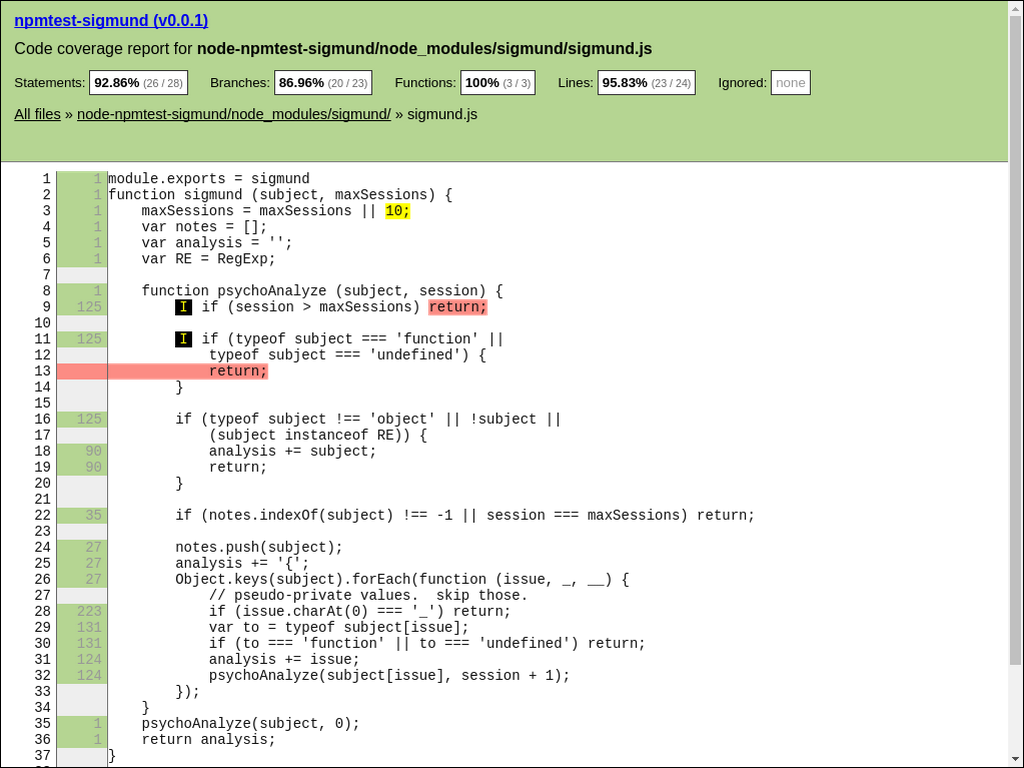 npmtest-sigmund (v0.0.1)
Code coverage report for node-npmtest-sigmund/node_modules/sigmund/sigmund.js
Statements: 92.86% (26 / 28) Branches: 86.96% (20 / 23) Functions: 100% (3 / 3) Lines: 95.83% (23 / 24) Ignored: none
All files » node-npmtest-sigmund/node_modules/sigmund/ » sigmund.js
1 1 module.exports = sigmund
2 1 function sigmund (subject, maxSessions) {
3 1 maxSessions = maxSessions || 10;
4 1 var notes = [];
5 1 var analysis = '';
6 1 var RE = RegExp;
7
8 1 function psychoAnalyze (subject, session) {
9 125 I if (session > maxSessions) return;
10
11 125 I if (typeof subject === 'function' ||
12 typeof subject === 'undefined') {
13 return;
14 }
15
16 125 if (typeof subject !== 'object' || !subject ||
17 (subject instanceof RE)) {
18 90 analysis += subject;
19 90 return;
20 }
21
22 35 if (notes.indexOf(subject) !== -1 || session === maxSessions) return;
23
24 27 notes.push(subject);
25 27 analysis += '{';
26 27 Object.keys(subject).forEach(function (issue, _, __) {
27 // pseudo-private values.  skip those.
28 223 if (issue.charAt(0) === '_') return;
29 131 var to = typeof subject[issue];
30 131 if (to === 'function' || to === 'undefined') return;
31 124 analysis += issue;
32 124 psychoAnalyze(subject[issue], session + 1);
33 });
34 }
35 1 psychoAnalyze(subject, 0);
36 1 return analysis;
37 }